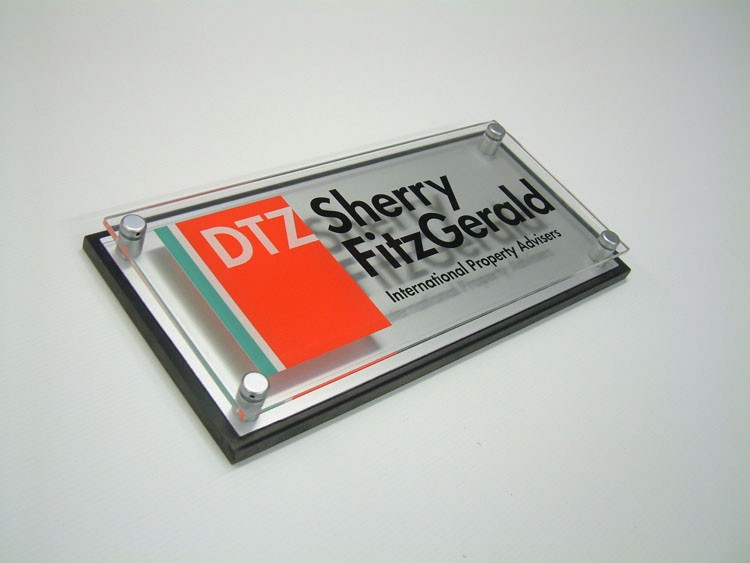 DTZ
Sherry
FitzGerald
International Property Advisers